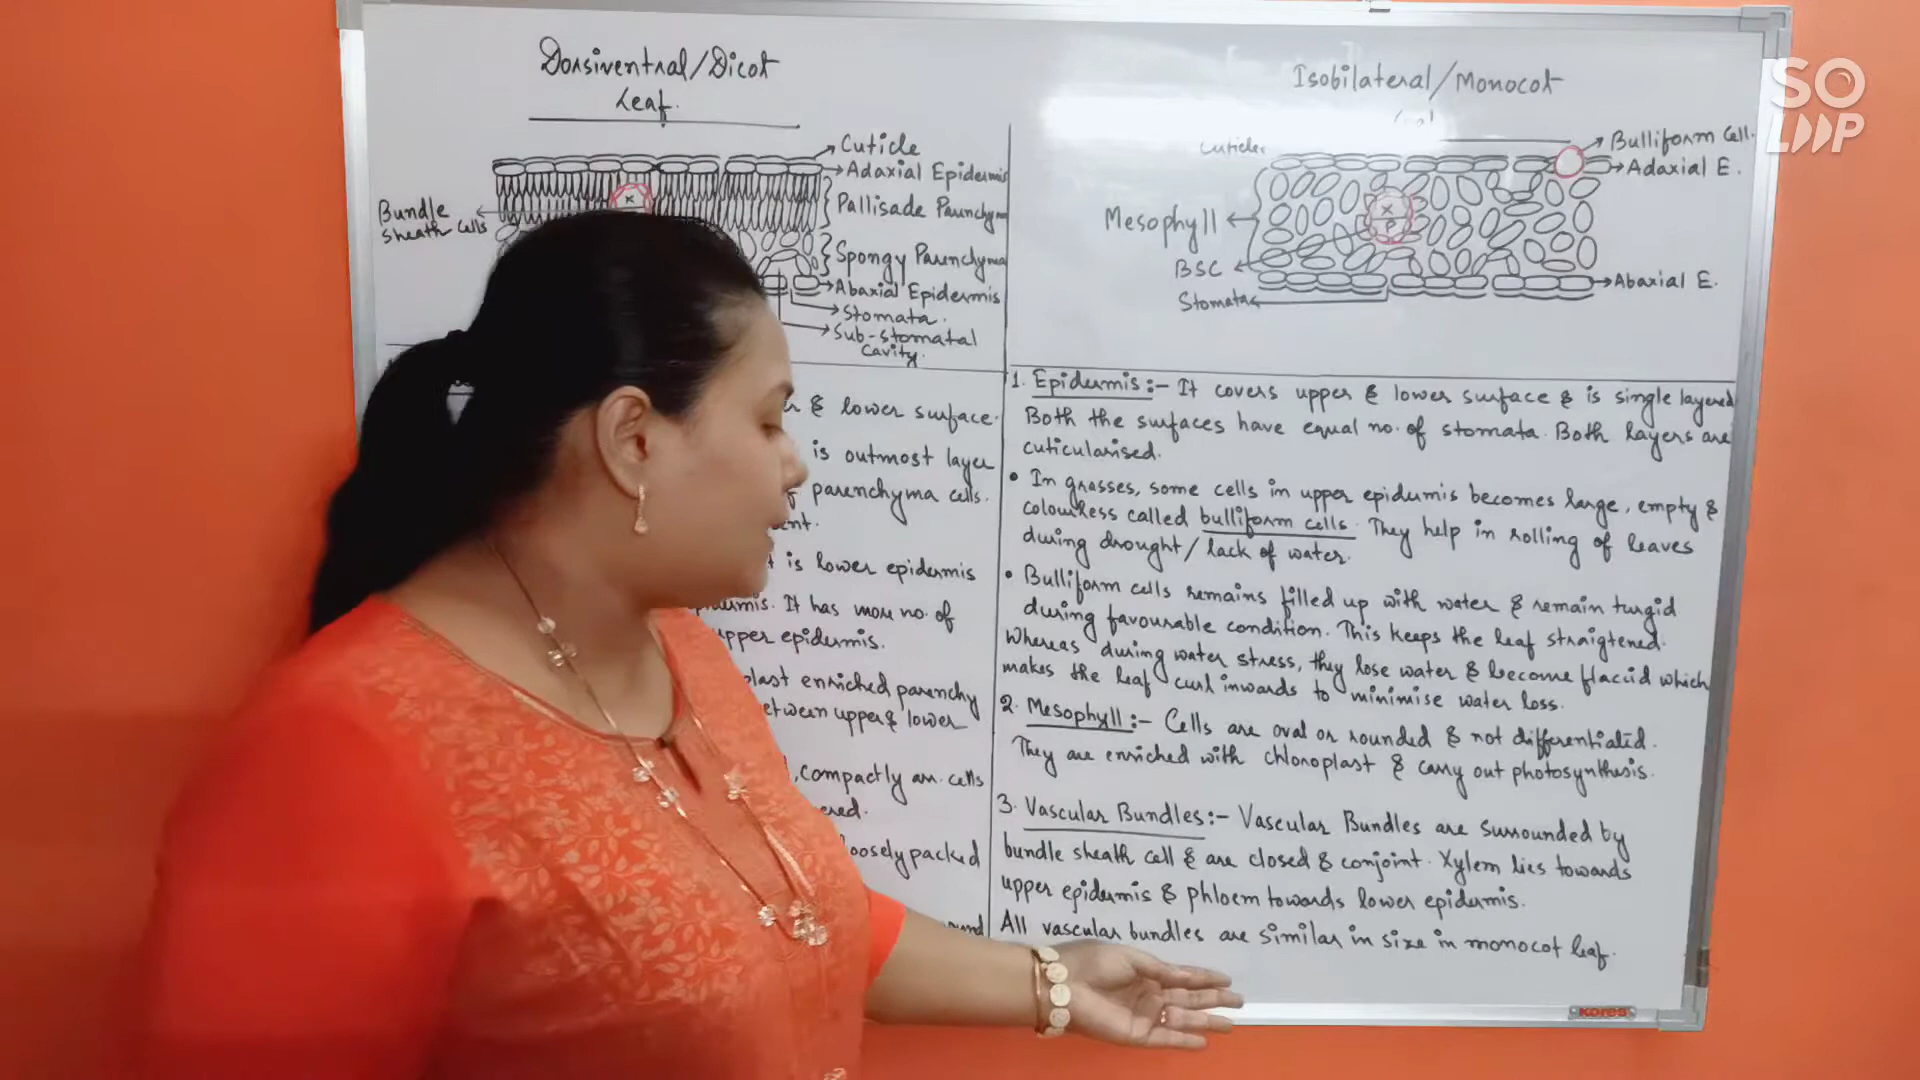 Dorsiventral/Dicot
Leaf.
Cuticle
Adaxial Epidermis
Pallisade Parenchyma
Bundle
sheath cells
x
Spongy Parenchyma
Abaxial Epidermis
Stomata.
Sub-stomatal
Cavity.
& lower surface.
is outmost layer
parenchyma cells.
is lower epidermis
It has more no. of
upper epidermis.
enriched parenchy
upper & lower
compactly arr. cells
loosely packed
Isobilateral/Monocot
SO
LOOP
Cuticle
Bulliform Cell.
Adaxial E.
Mesophyll
x
P
BSC
Stomata
Abaxial E.
1. Epidermis:- It covers upper & lower surface & is single layered
Both the surfaces have equal no. of stomata. Both layers are
cuticularised.
• In grasses, some cells in upper epidermis becomes large, empty &
colourless called bulliform cells. They help in rolling of leaves
during drought/lack of water.
• Bulliform cells remains filled up with water & remain turgid
during favourable condition. This keeps the leaf straigtened.
Whereas during water stress, they lose water & become flaccid which
makes the leaf curl inwards to minimise water loss.
2. Mesophyll:- Cells are oval or rounded & not differentiated.
They are enriched with chloroplast & carry out photosynthesis.
3. Vascular Bundles:- Vascular Bundles are surrounded by
bundle sheath cell & are closed & conjoint. Xylem lies towards
upper epidermis & phloem towards lower epidermis.
All vascular bundles are similar in size in monocot leaf.
Kores